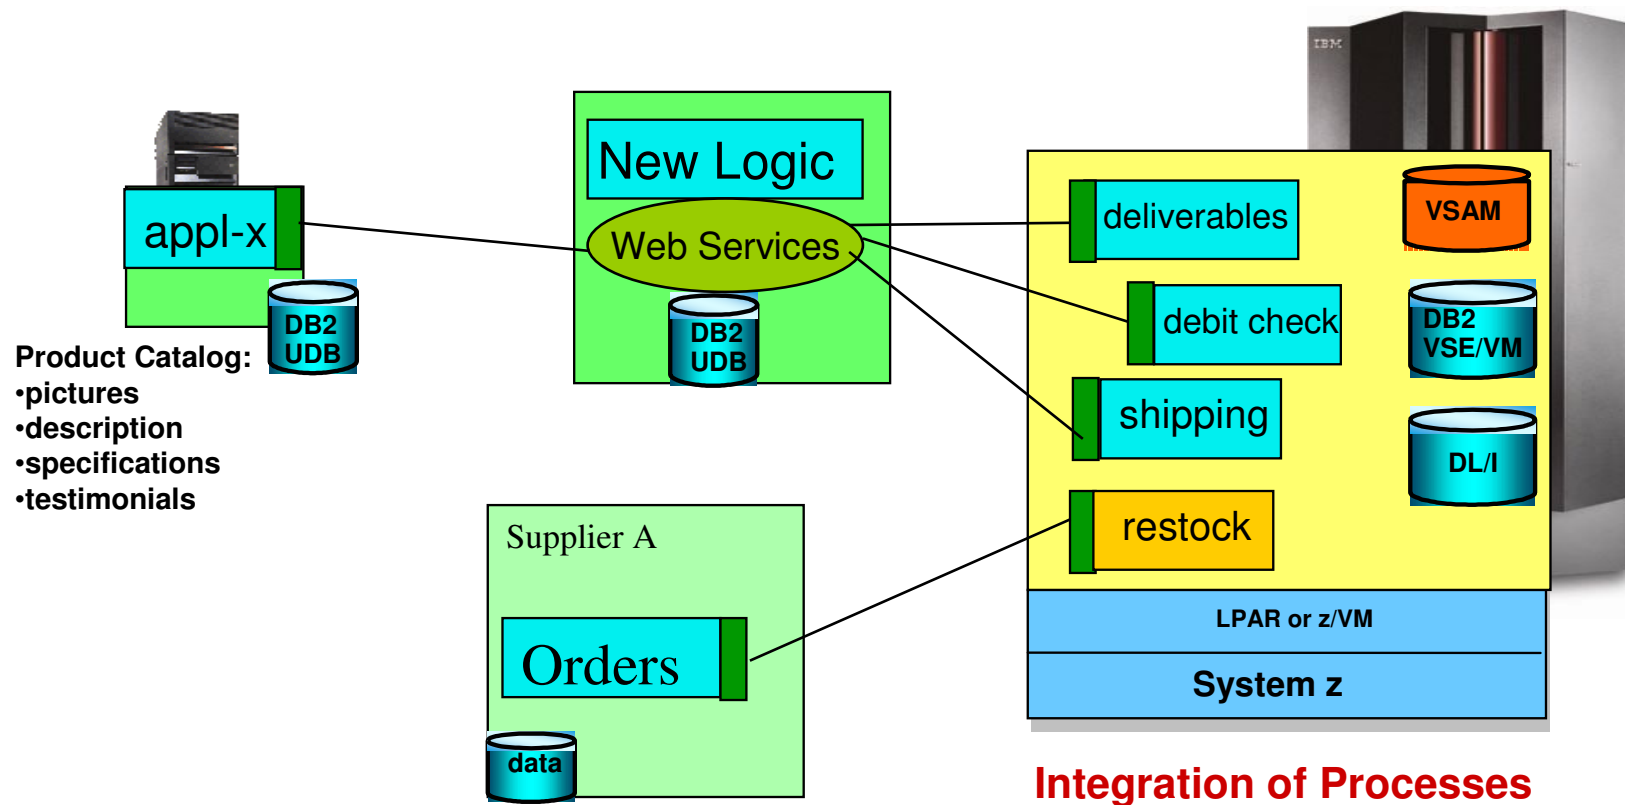 IBM
New Logic
Web Services
DB2
UDB
appl-x
DB2
UDB
Product Catalog:
•pictures
•description
•specifications
•testimonials
deliverables
debit check
shipping
restock
VSAM
DB2
VSE/VM
DL/I
Supplier A
Orders
data
LPAR or z/VM
System z
Integration of Processes